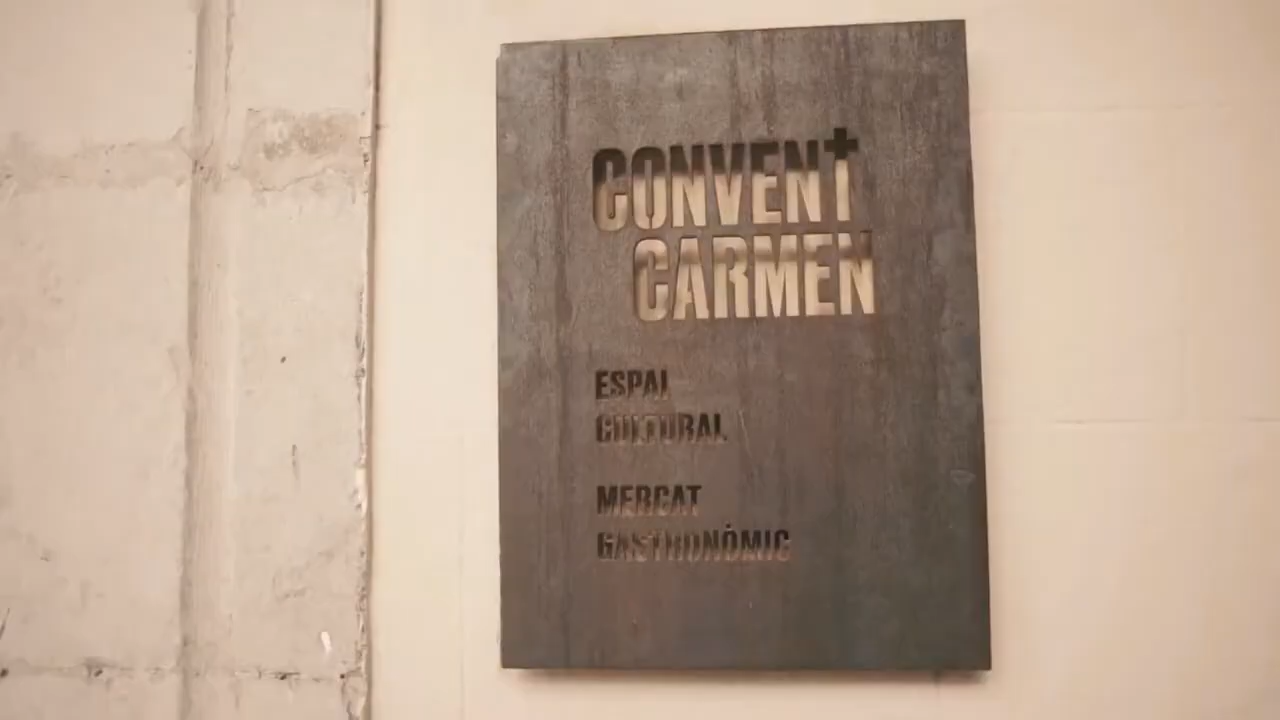 CONVENT
CARMEN
ESPAI
CULTURAL
MERCAT
GASTRONÒMIC